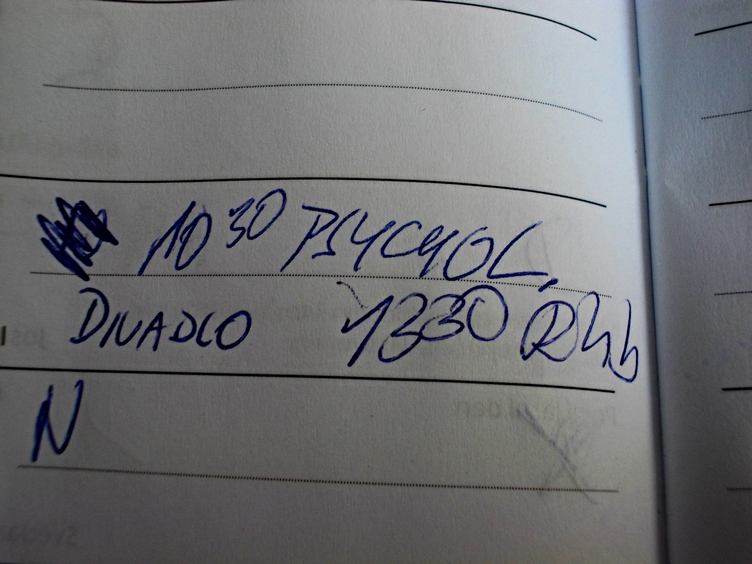 10 30 PSYCHOL.
DIVADLO 1330 RHb
N